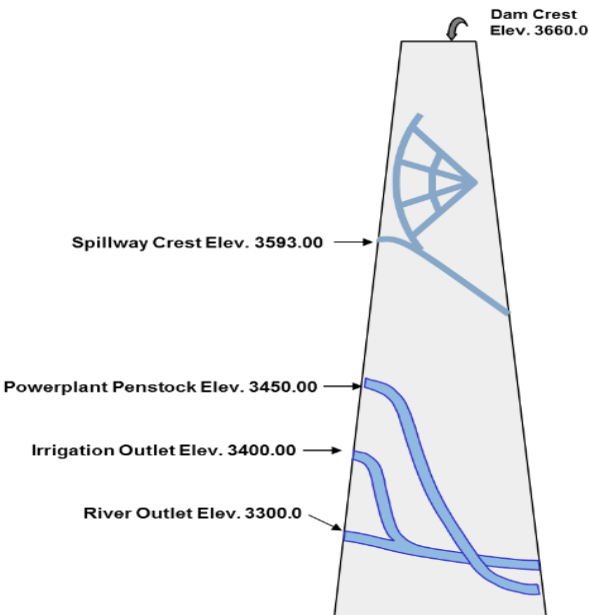 Dam Crest
Elev. 3660.0
Spillway Crest Elev. 3593.00
Powerplant Penstock Elev. 3450.00
Irrigation Outlet Elev. 3400.00
River Outlet Elev. 3300.0